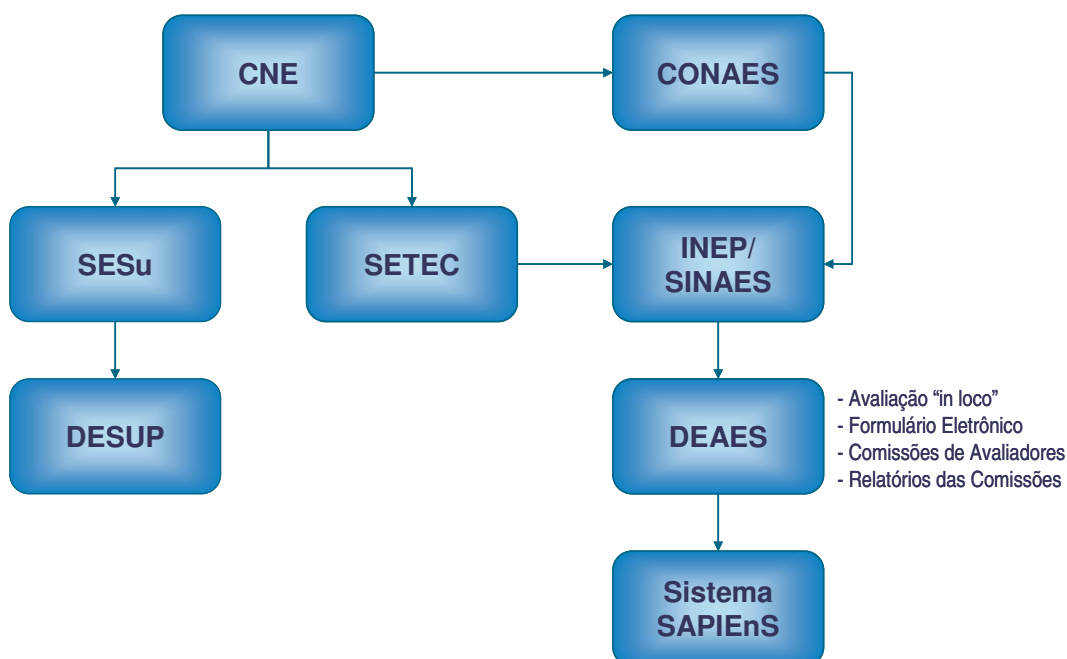 CNE
CONAES
SESu
SETEC
INEP/
SINAES
DESUP
DEAES
- Avaliação “in loco”
- Formulário Eletrônico
- Comissões de Avaliadores
- Relatórios das Comissões
Sistema
SAPIEnS